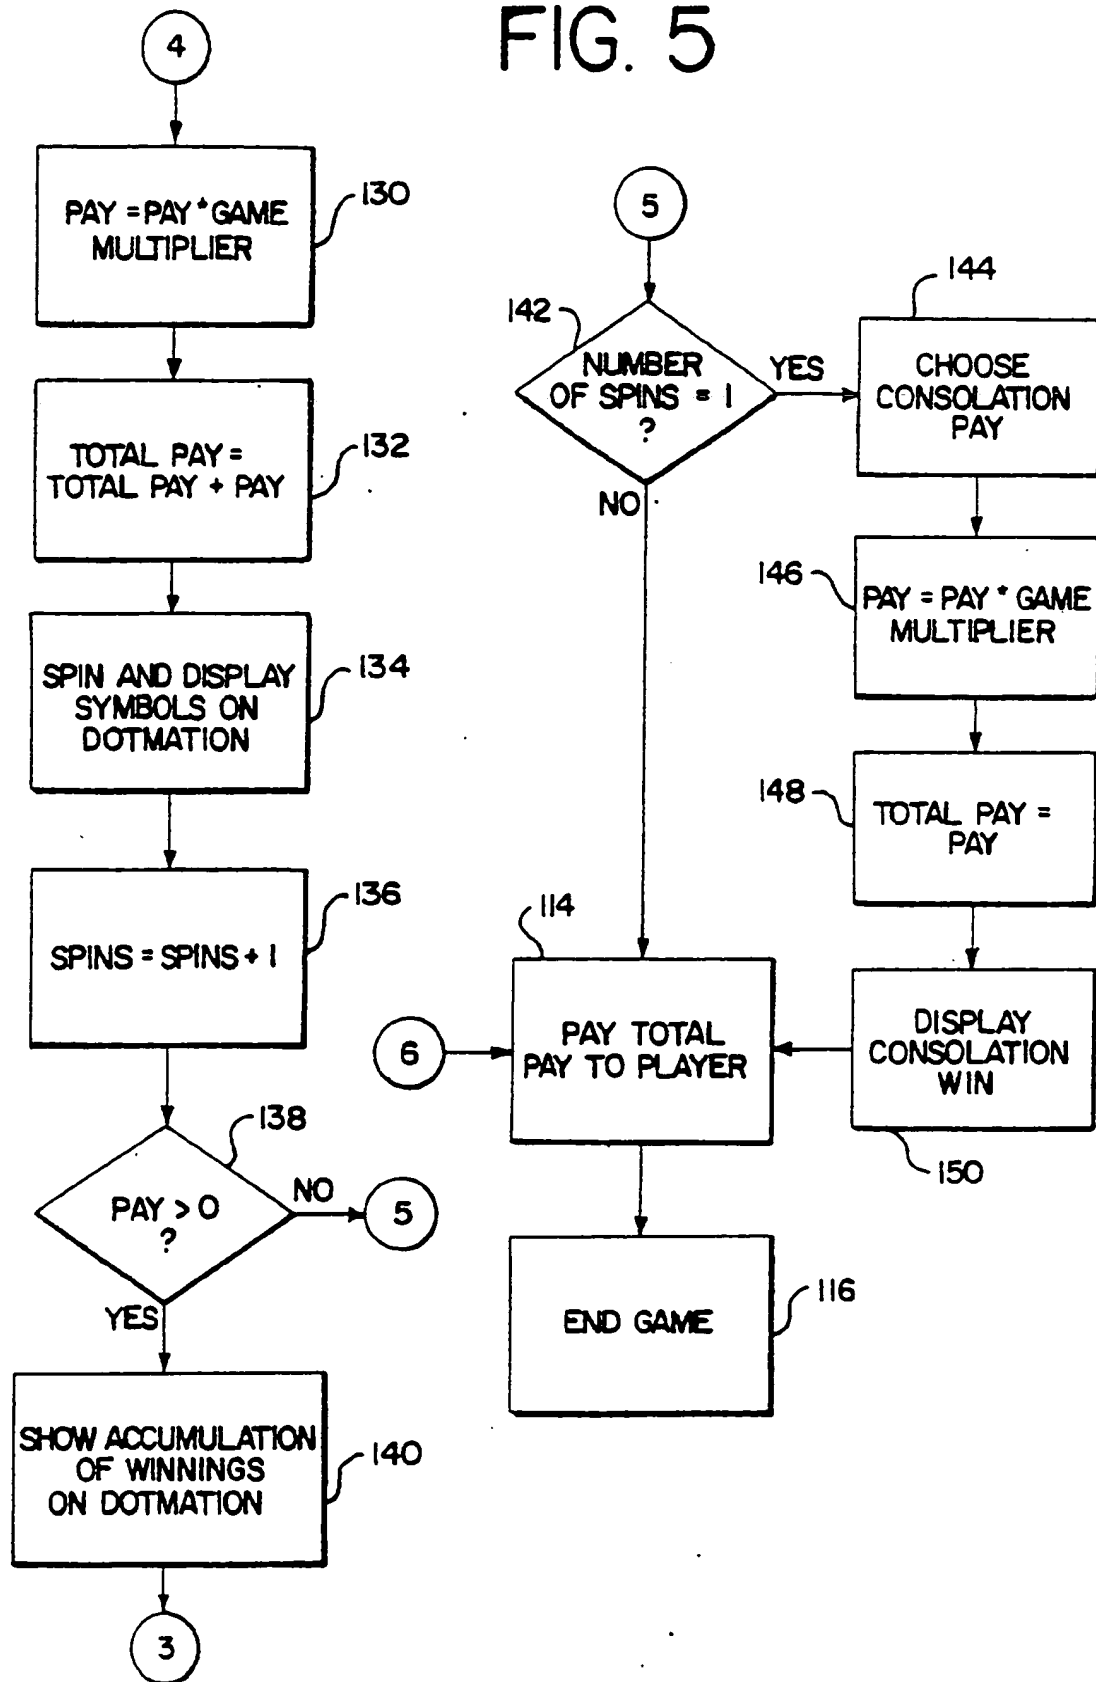 FIG. 5
4
PAY = PAY * GAME
MULTIPLIER
130
TOTAL PAY =
TOTAL PAY + PAY
132
SPIN AND DISPLAY
SYMBOLS ON
DOTMATION
134
SPINS = SPINS + 1
136
PAY > 0
?
138
NO
5
YES
SHOW ACCUMULATION
OF WINNINGS
ON DOTMATION
140
3
5
142
NUMBER
OF SPINS = 1
?
YES
NO
144
CHOOSE
CONSOLATION
PAY
146
PAY = PAY * GAME
MULTIPLIER
148
TOTAL PAY =
PAY
DISPLAY
CONSOLATION
WIN
150
114
6
PAY TOTAL
PAY TO PLAYER
END GAME
116